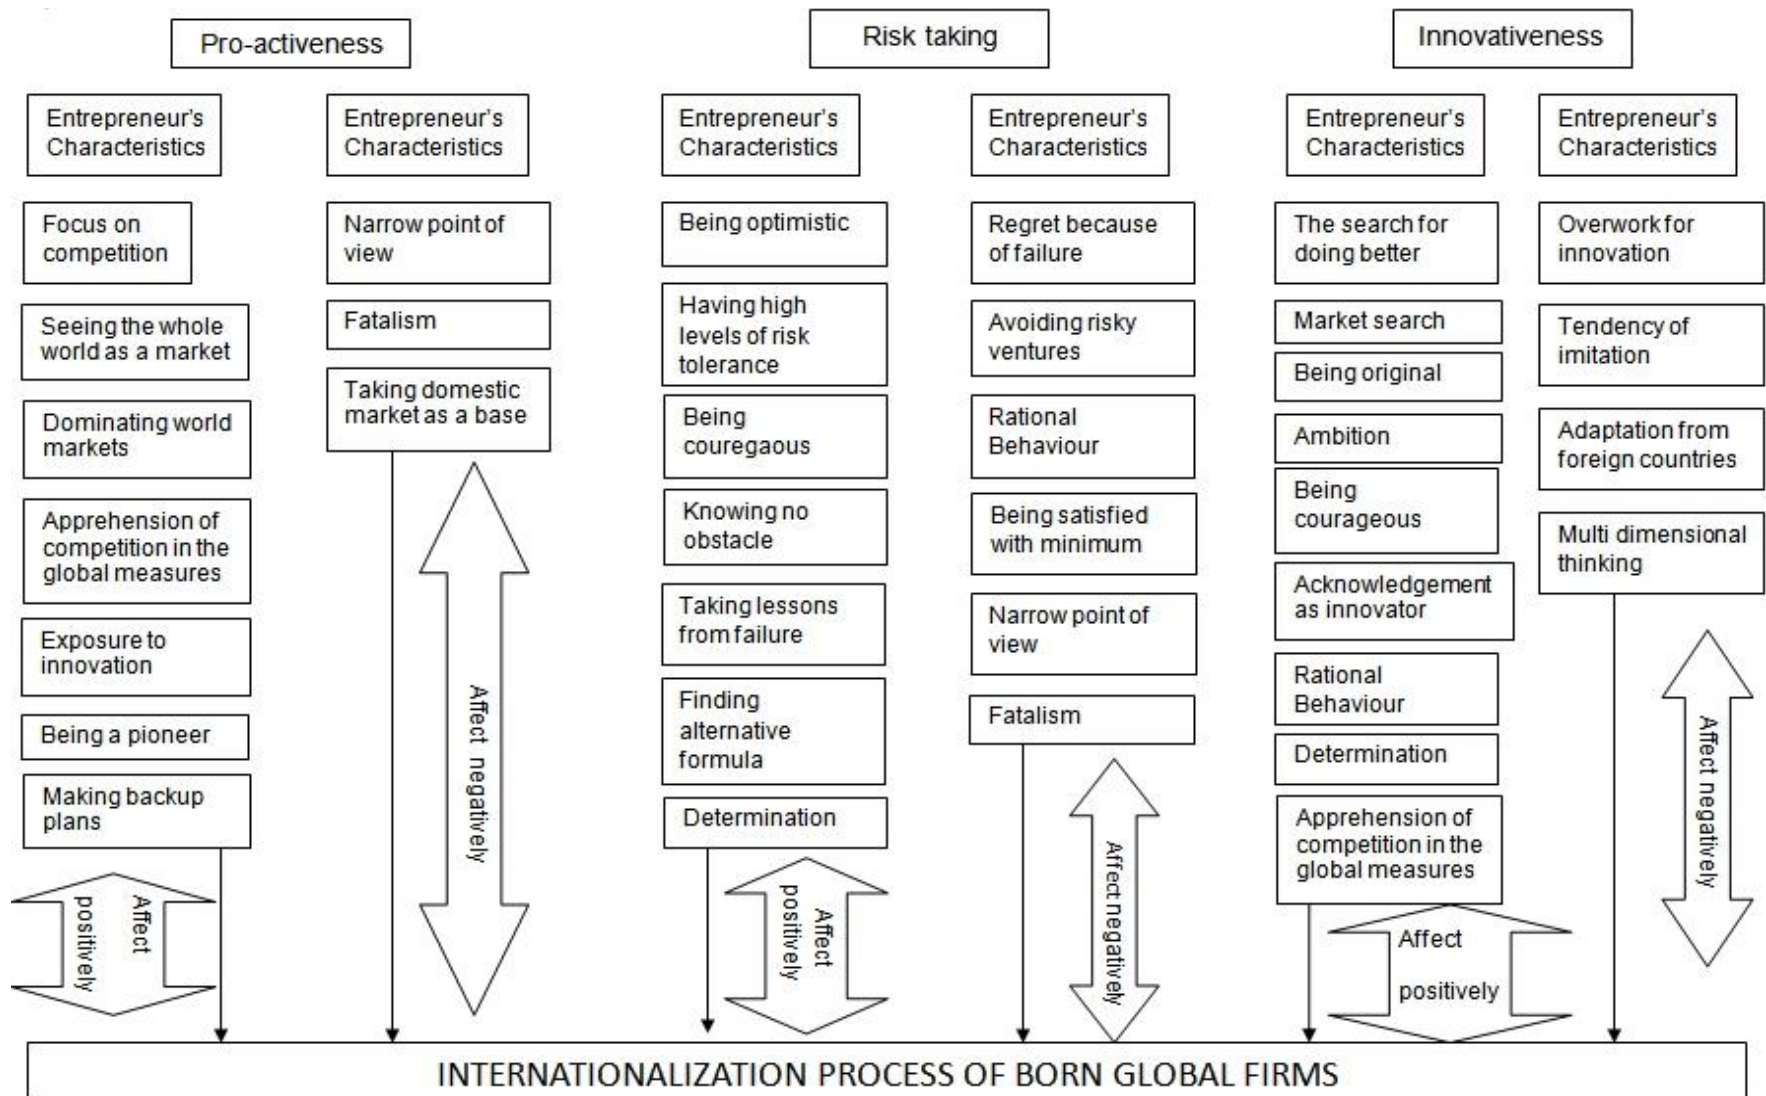 Pro-activeness
Risk taking
Innovativeness
Entrepreneur's
Characteristics
Entrepreneur's
Characteristics
Entrepreneur's
Characteristics
Entrepreneur's
Characteristics
Entrepreneur's
Characteristics
Entrepreneur's
Characteristics
Focus on
competition
Seeing the whole
world as a market
Dominating world
markets
Apprehension of
competition in the
global measures
Exposure to
innovation
Being a pioneer
Making backup
plans
Affect
positively
Narrow point of
view
Fatalism
Taking domestic
market as a base
Affect negatively
Being optimistic
Having high
levels of risk
tolerance
Being
couregaous
Knowing no
obstacle
Taking lessons
from failure
Finding
alternative
formula
Determination
Affect
positively
Regret because
of failure
Avoiding risky
ventures
Rational
Behaviour
Being satisfied
with minimum
Narrow point of
view
Fatalism
Affect negatively
The search for
doing better
Market search
Being original
Ambition
Being
courageous
Acknowledgement
as innovator
Rational
Behaviour
Determination
Apprehension of
competition in the
global measures
Affect
positively
Overwork for
innovation
Tendency of
imitation
Adaptation from
foreign countries
Multi dimensional
thinking
Affect negatively
INTERNATIONALIZATION PROCESS OF BORN GLOBAL FIRMS